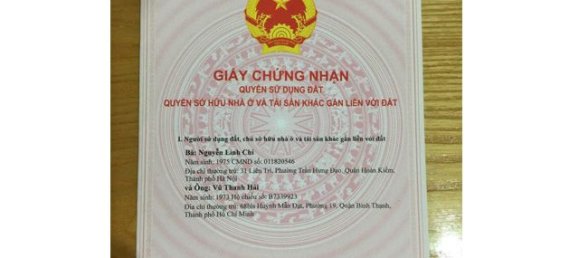 GIẤY CHỨNG NHẬN
QUYỀN SỬ DỤNG ĐẤT
QUYỀN SỞ HỮU NHÀ Ở VÀ TÀI SẢN KHÁC GẮN LIỀN VỚI ĐẤT
I. Người sử dụng đất, chủ sở hữu nhà ở và tài sản khác gắn liền với đất
Bà: Nguyễn Linh Chi
Năm sinh: 1975 CMND số: 011820546
Địa chỉ thường trú: 31 Liên Trì, Phường Trần Hưng Đạo, Quận Hoàn Kiếm,
Thành phố Hà Nội
và Ông: Vũ Thanh Hải
Năm sinh: 1973 Hộ chiếu số: B7339923
Địa chỉ thường trú: 68bis Huỳnh Mẫn Đạt, Phường 19, Quận Bình Thạnh,
Thành phố Hồ Chí Minh